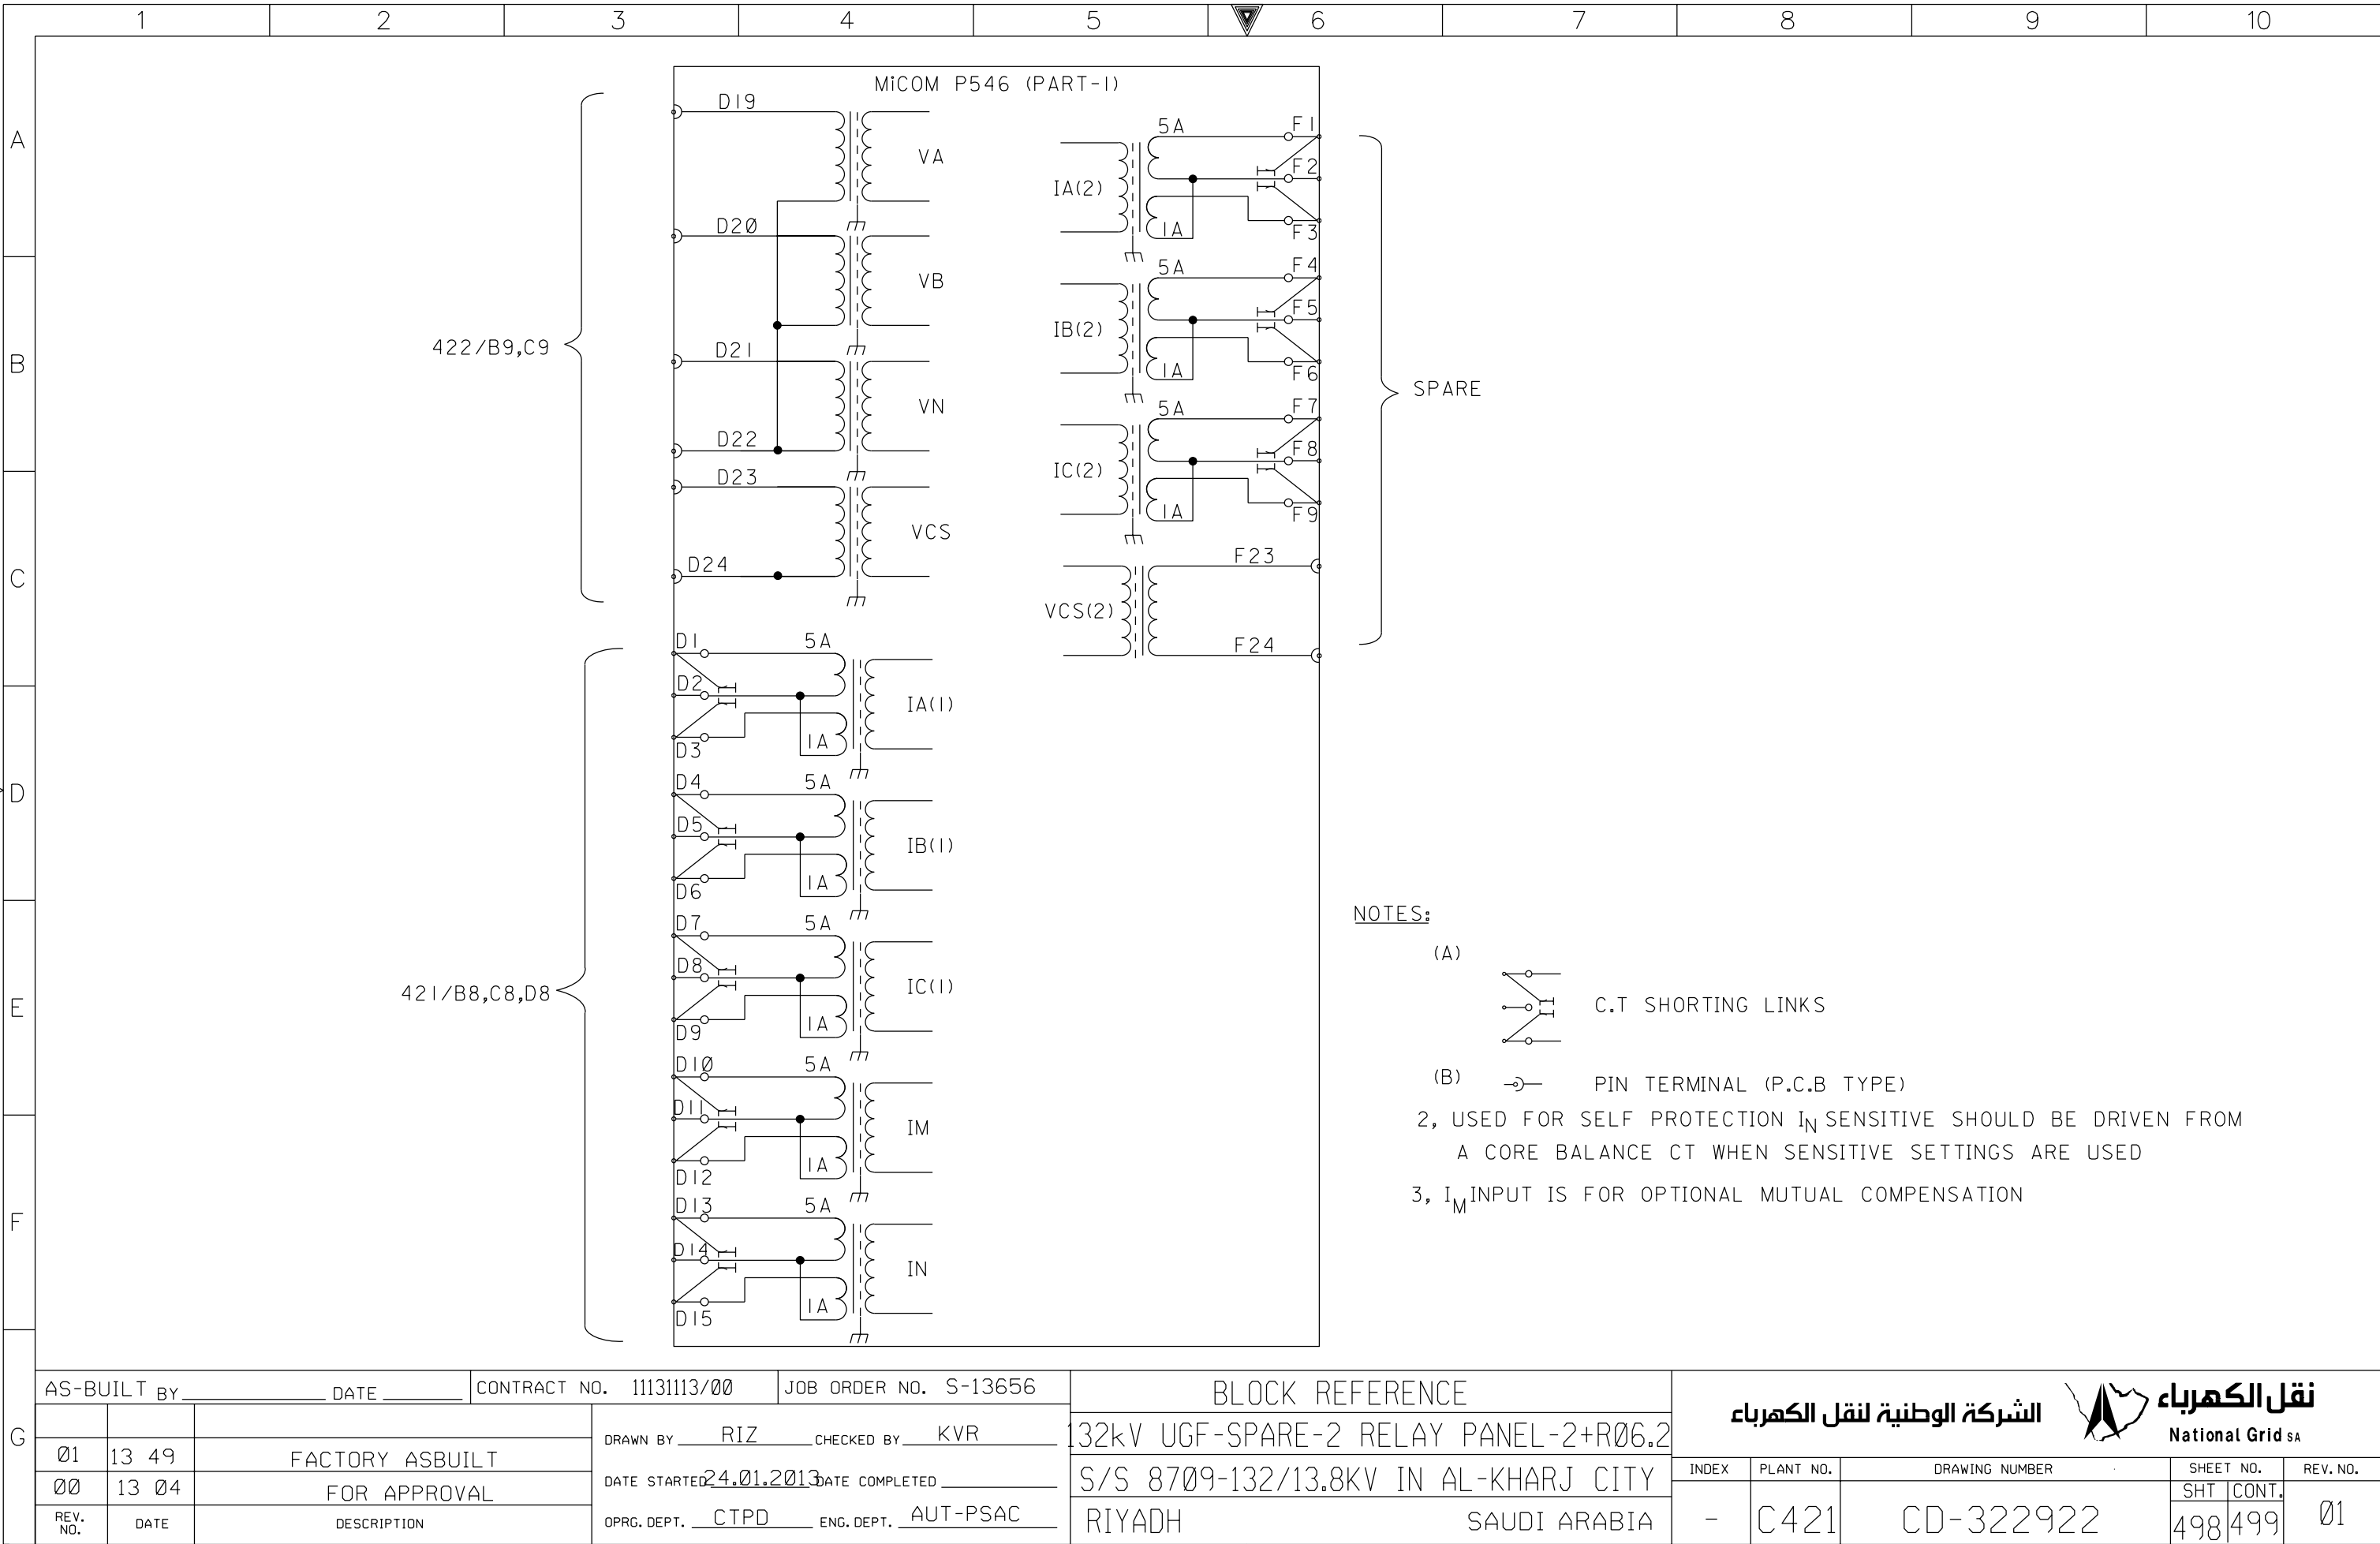 1 2 3 4 5 6 7 8 9 10
A
B
C
D
E
F
G
MiCOM P546 (PART-1)
D19
VA
D20
VB
D21
VN
D22
D23
VCS
D24
422/B9,C9
D1 5A
D2
IA(1)
1A
D3
D4 5A
D5
IB(1)
1A
D6
D7 5A
D8
IC(1)
1A
D9
D10 5A
D11
IM
1A
D12
D13 5A
D14
IN
1A
D15
421/B8,C8,D8
5A F1
F2
IA(2)
1A F3
5A F4
F5
IB(2)
1A F6
5A F7
F8
IC(2)
1A F9
F23
VCS(2)
F24
SPARE
NOTES:
(A)
C.T SHORTING LINKS
(B) PIN TERMINAL (P.C.B TYPE)
2, USED FOR SELF PROTECTION IN SENSITIVE SHOULD BE DRIVEN FROM
A CORE BALANCE CT WHEN SENSITIVE SETTINGS ARE USED
3, IM INPUT IS FOR OPTIONAL MUTUAL COMPENSATION
AS-BUILT BY DATE
CONTRACT NO. 11131113/00
JOB ORDER NO. S-13656
01 13 49 FACTORY ASBUILT
00 13 04 FOR APPROVAL
REV. NO. DATE DESCRIPTION
DRAWN BY RIZ CHECKED BY KVR
DATE STARTED 24.01.2013 DATE COMPLETED
OPRG. DEPT. CTPD ENG. DEPT. AUT-PSAC
BLOCK REFERENCE
132kV UGF-SPARE-2 RELAY PANEL-2+R06.2
S/S 8709-132/13.8KV IN AL-KHARJ CITY
RIYADH SAUDI ARABIA
الشركة الوطنية لنقل الكهرباء
نقل الكهرباء
National Grid SA
INDEX PLANT NO. DRAWING NUMBER SHEET NO. REV. NO.
SHT CONT.
- C421 CD-322922 498 499 01